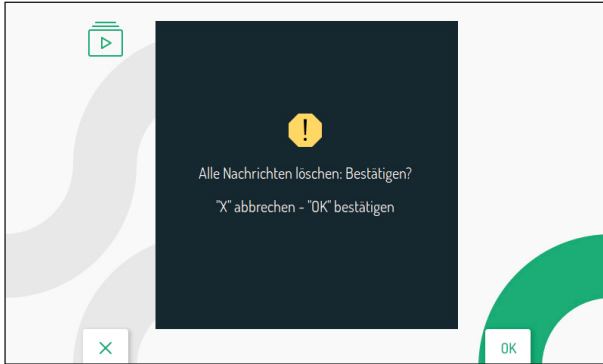 Alle Nachrichten löschen: Bestätigen?
"X" abbrechen - "OK" bestätigen
OK